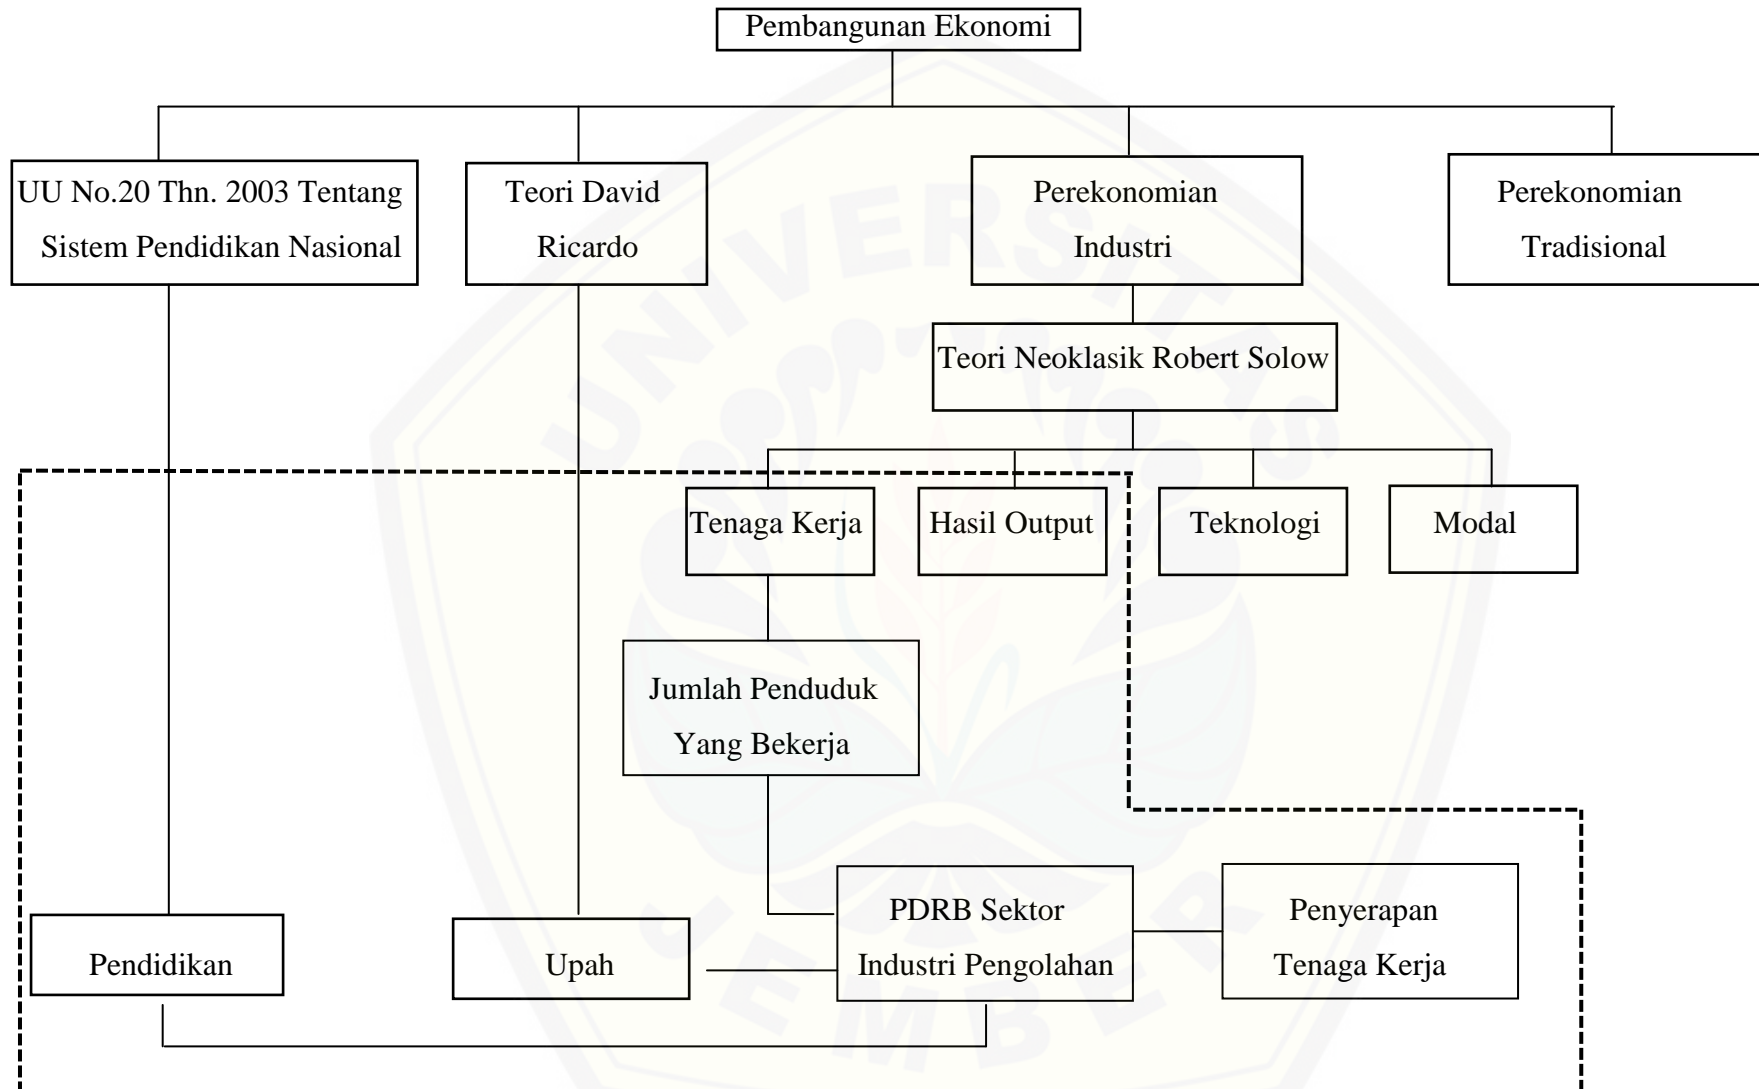 Pembangunan Ekonomi
UU No.20 Thn. 2003 Tentang
Sistem Pendidikan Nasional
Teori David
Ricardo
Perekonomian
Industri
Perekonomian
Tradisional
Teori Neoklasik Robert Solow
Tenaga Kerja
Hasil Output
Teknologi
Modal
Jumlah Penduduk
Yang Bekerja
Pendidikan
Upah
PDRB Sektor
Industri Pengolahan
Penyerapan
Tenaga Kerja
UNIVERSITAS
JEMBER